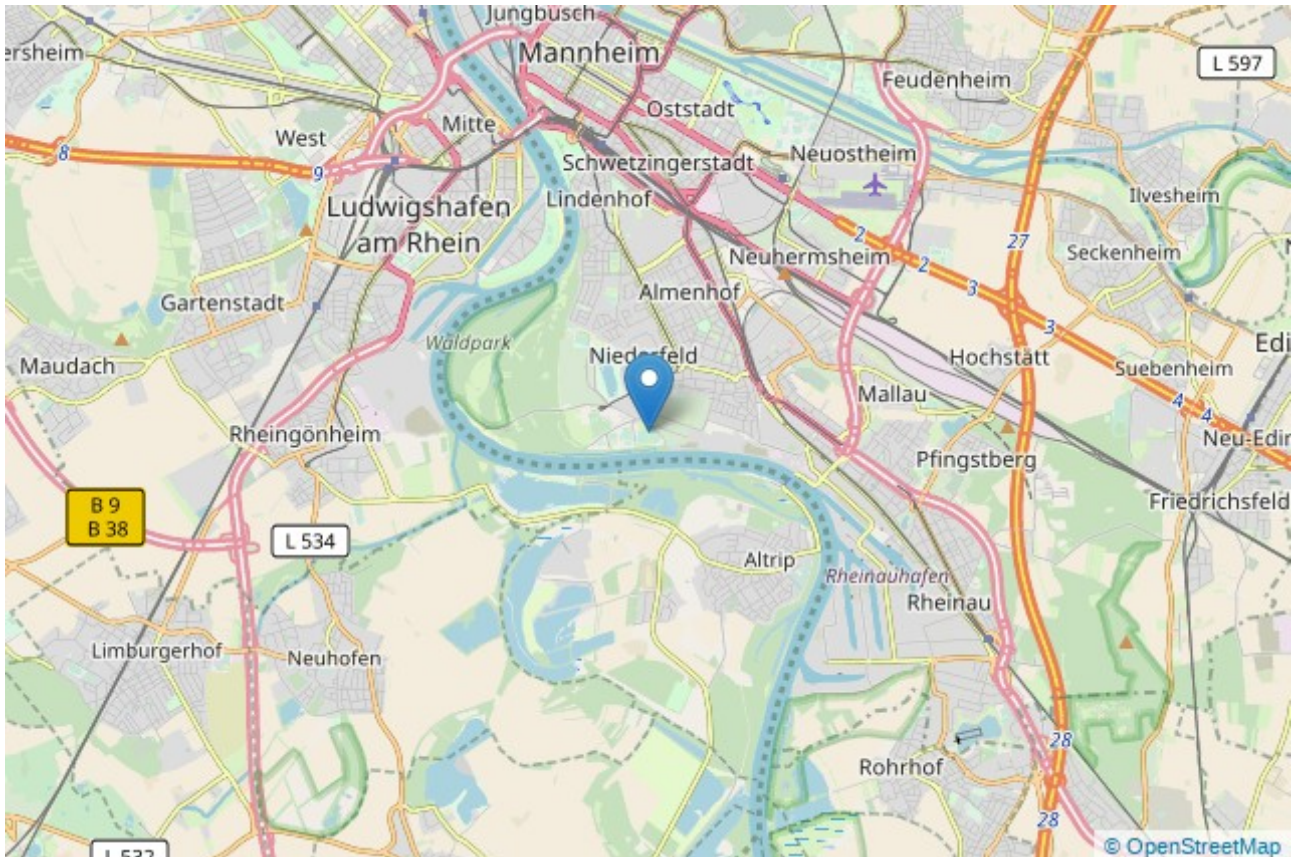 Jungbusch
Mannheim
ersheim
L 597
Feudenheim
Oststadt
West
Mitte
8
Schwetzingerstadt
Neuostheim
9
Ilvesheim
Lindenhof
Ludwigshafen
am Rhein
2
27
Seckenheim
Neuhermsheim
2
3
Gartenstadt
Almenhof
3
Waldpark
Edi
Niederfeld
Hochstätt
Maudach
Suebenheim
Mallau
4
4
Rheingönheim
Neu-Edin
Pfingstberg
B 9
B 38
Friedrichsfeld
L 534
Altrip
Rheinauhafen
Rheinau
Limburgerhof
Neuhofen
28
Rohrhof
28
L 532
© OpenStreetMap